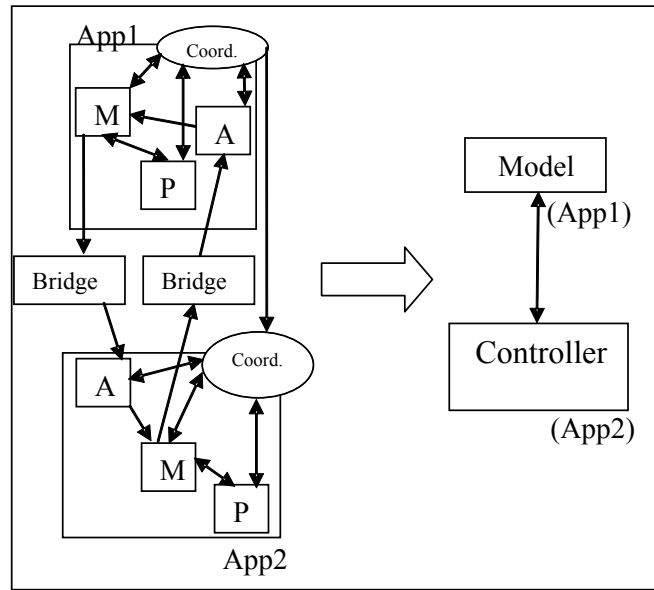 App1
Coord.
M
A
P
Bridge
Bridge
Coord.
A
M
P
App2
Model
(App1)
Controller
(App2)